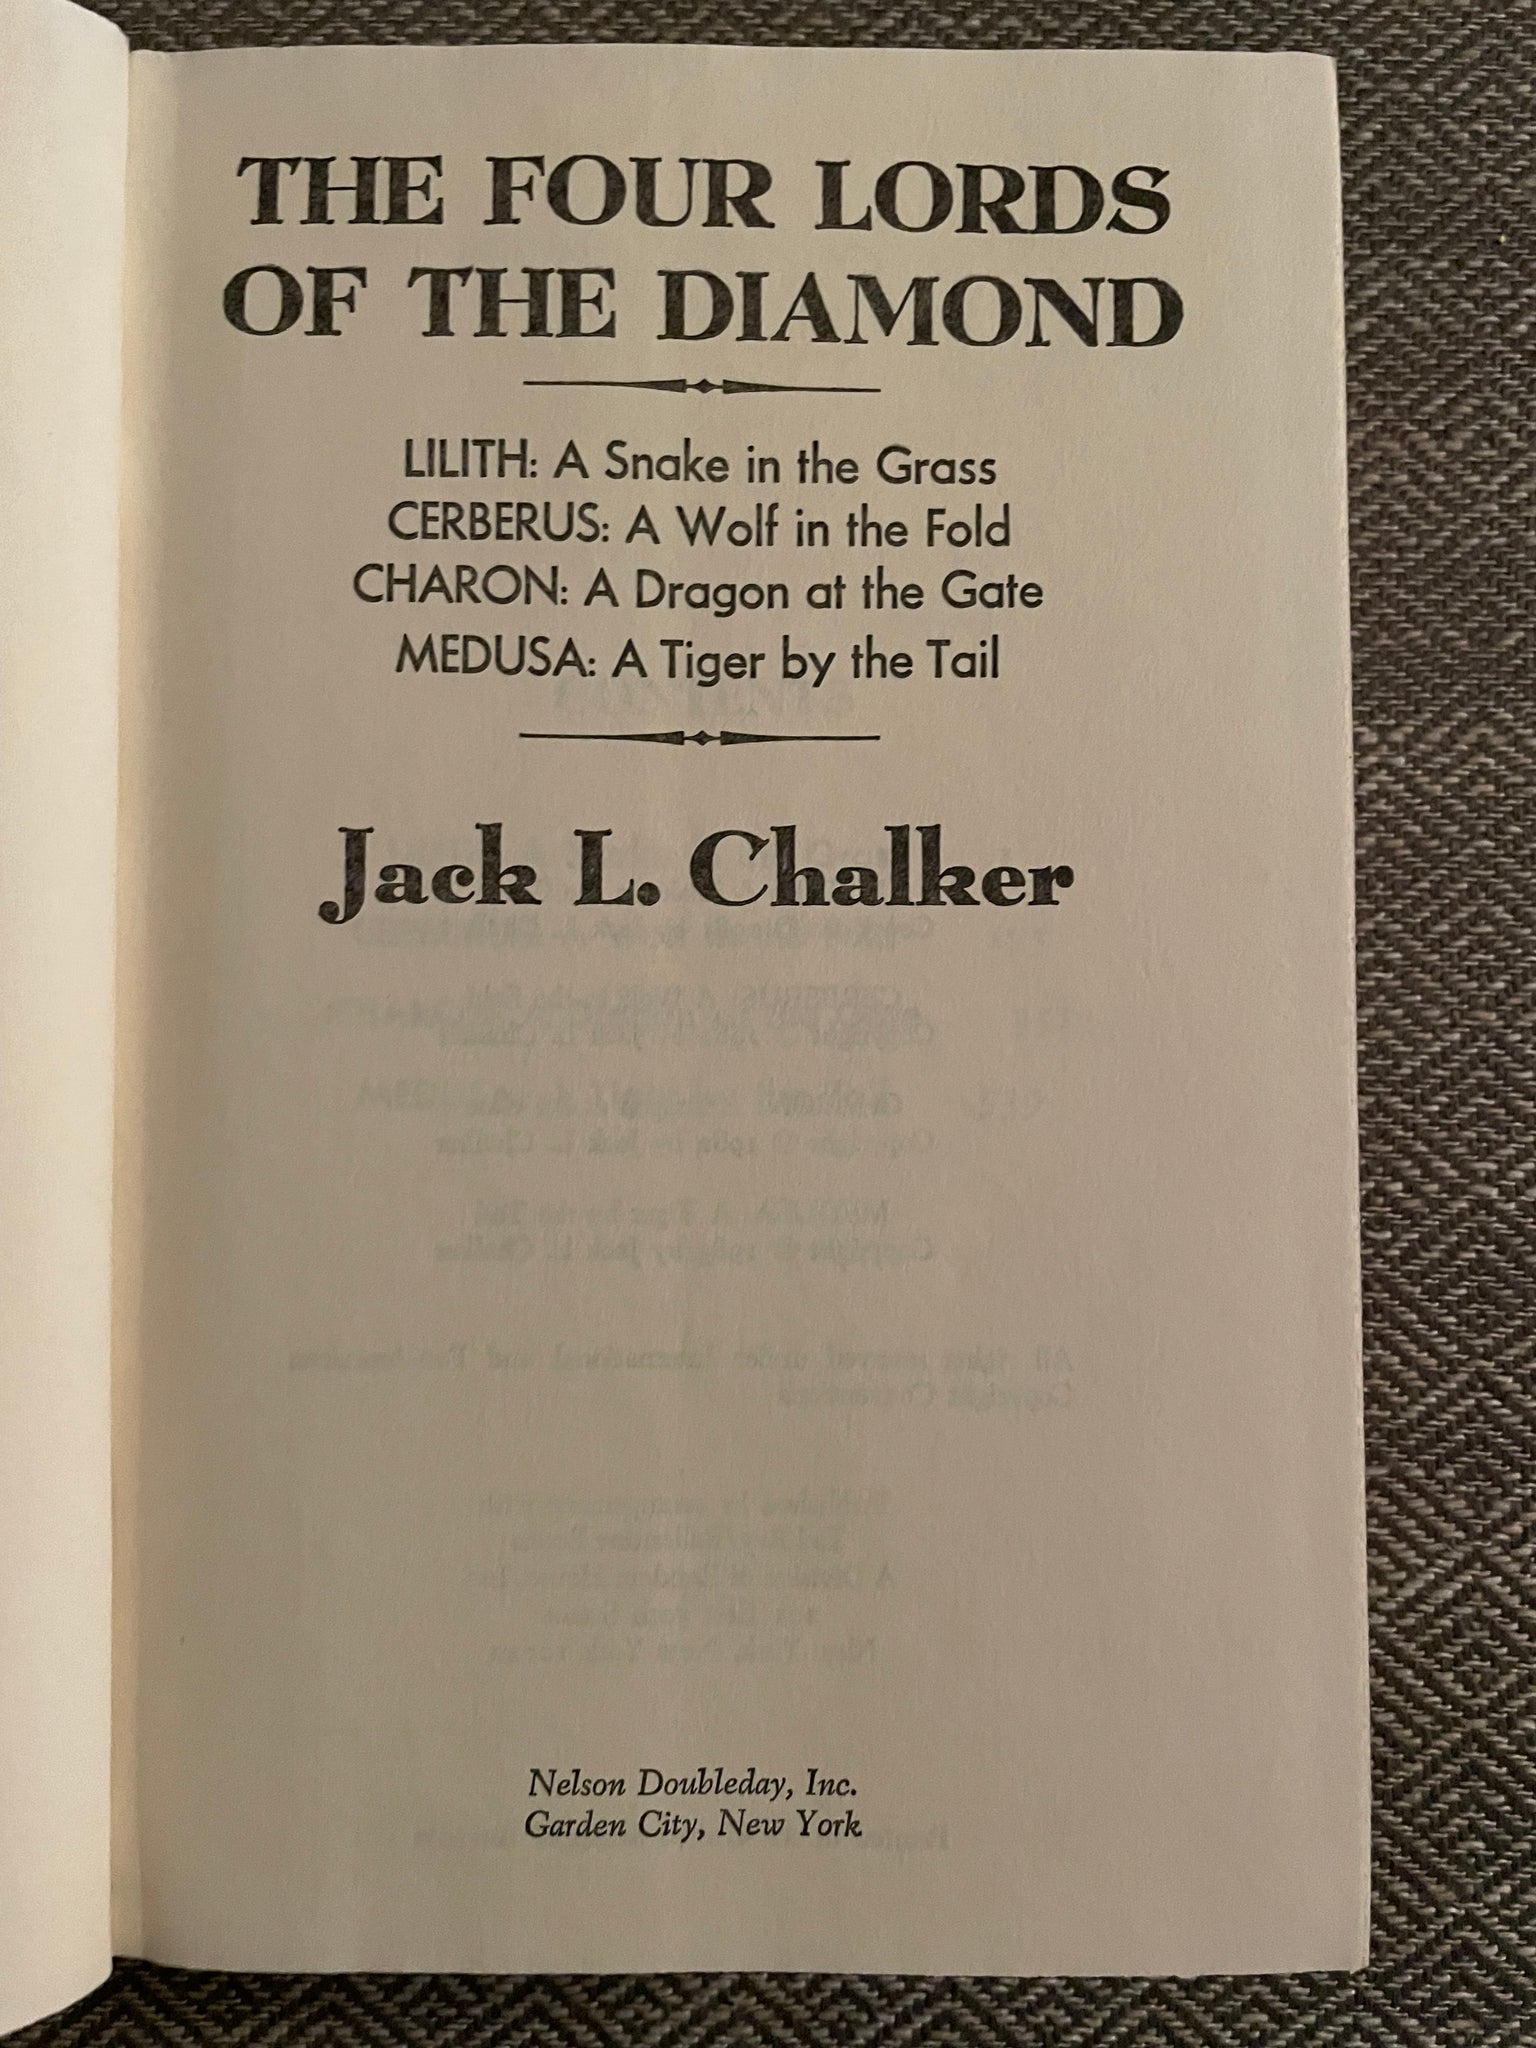 THE FOUR LORDS
OF THE DIAMOND
LILITH: A Snake in the Grass
CERBERUS: A Wolf in the Fold
CHARON: A Dragon at the Gate
MEDUSA: A Tiger by the Tail
Jack L. Chalker
Nelson Doubleday, Inc.
Garden City, New York